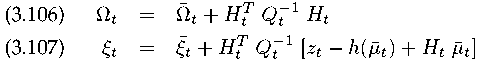 (3.106) Ω_t = Ω̄_t + H_t^T Q_t^{-1} H_t
(3.107) ξ_t = ξ̄_t + H_t^T Q_t^{-1} [z_t − h(μ̄_t) + H_t μ̄_t]